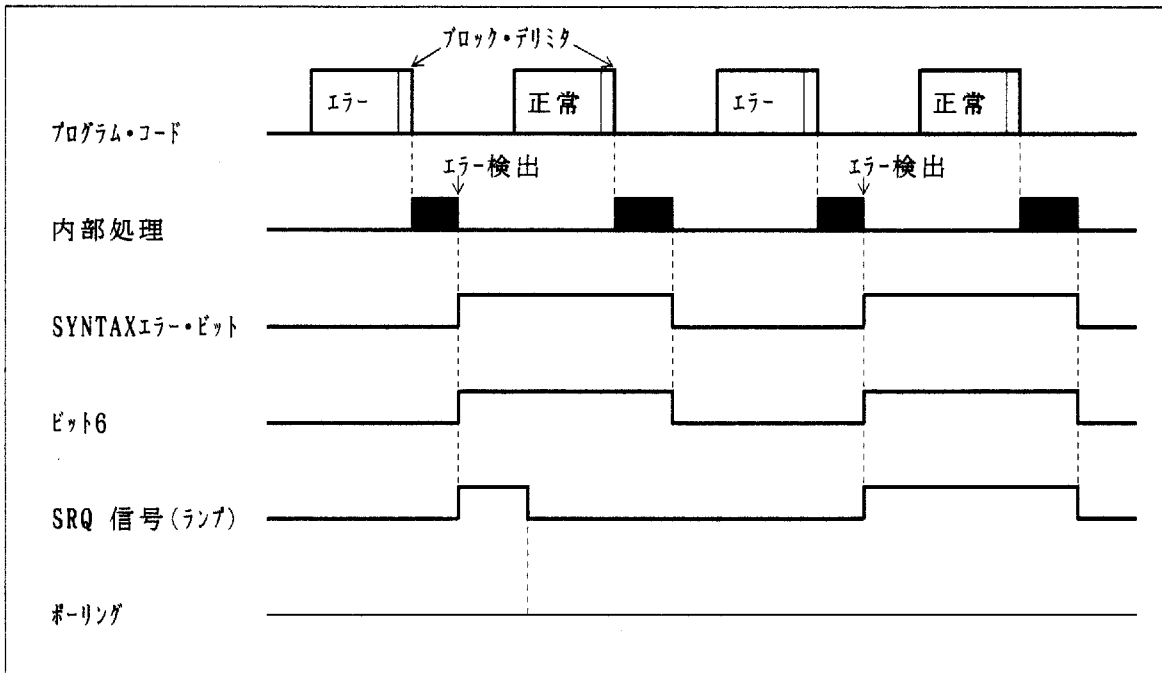 ブロック・デリミタ
エラー
正常
エラー
正常
プログラム・コード
エラー検出
エラー検出
内部処理
SYNTAXエラー・ビット
ビット6
SRQ 信号(ランプ)
ポーリング